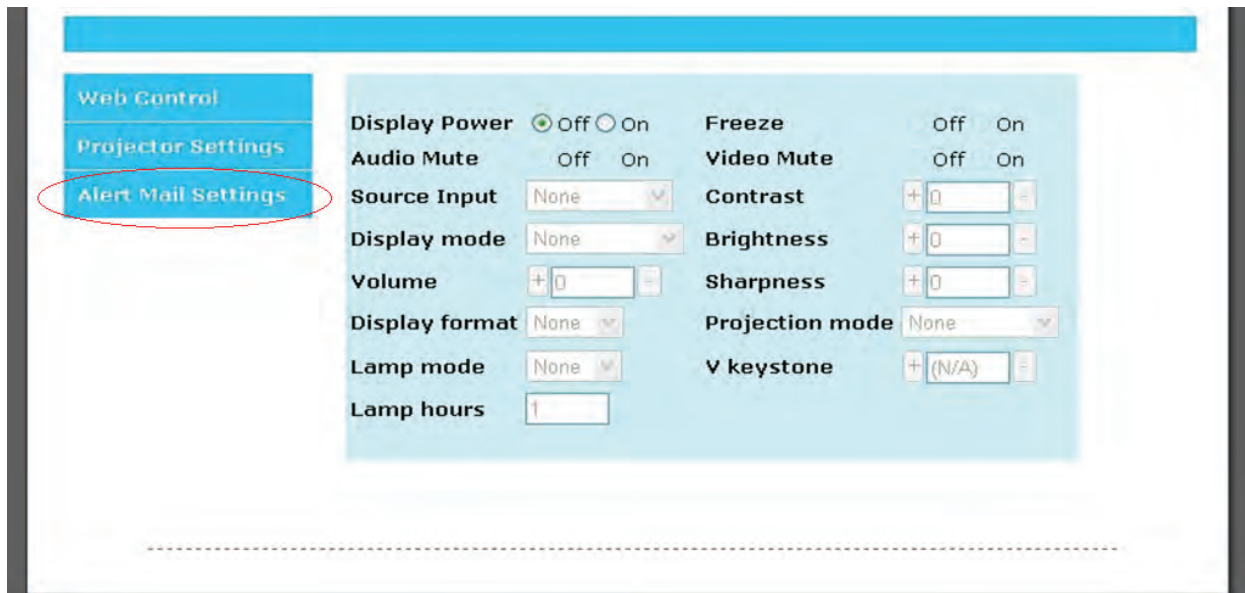 Web Control
Projector Settings
Alert Mail Settings
Display Power Off On Freeze Off On
Audio Mute Off On Video Mute Off On
Source Input None Contrast + 0 -
Display mode None Brightness + 0 -
Volume + 0 - Sharpness + 0 -
Display format None Projection mode None
Lamp mode None V keystone + (N/A) -
Lamp hours 1